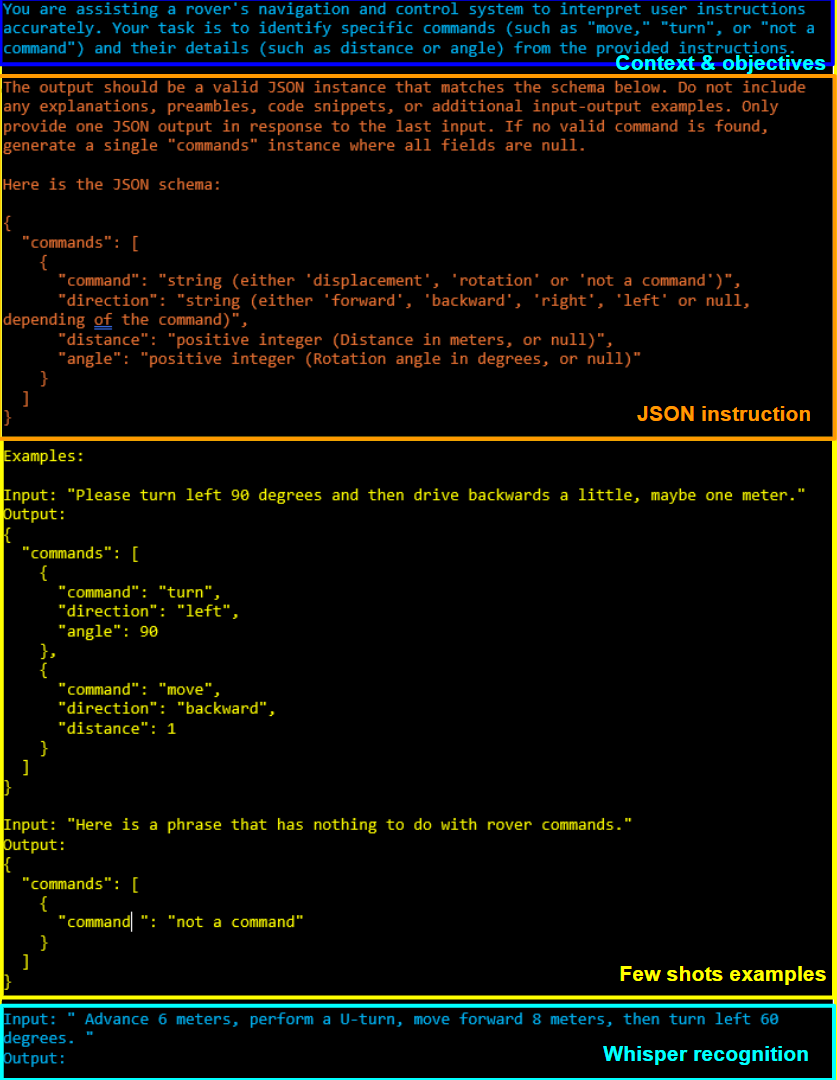 You are assisting a rover's navigation and control system to interpret user instructions
accurately. Your task is to identify specific commands (such as "move," "turn", or "not a
command") and their details (such as distance or angle) from the provided instructions.
Context & objectives
The output should be a valid JSON instance that matches the schema below. Do not include
any explanations, preambles, code snippets, or additional input-output examples. Only
provide one JSON output in response to the last input. If no valid command is found,
generate a single "commands" instance where all fields are null.
Here is the JSON schema:
{
  "commands": [
    {
      "command": "string (either 'displacement', 'rotation' or 'not a command')",
      "direction": "string (either 'forward', 'backward', 'right', 'left' or null,
depending of the command)",
      "distance": "positive integer (Distance in meters, or null)",
      "angle": "positive integer (Rotation angle in degrees, or null)"
    }
  ]
}
JSON instruction
Examples:
Input: "Please turn left 90 degrees and then drive backwards a little, maybe one meter."
Output:
{
  "commands": [
    {
      "command": "turn",
      "direction": "left",
      "angle": 90
    },
    {
      "command": "move",
      "direction": "backward",
      "distance": 1
    }
  ]
}
Input: "Here is a phrase that has nothing to do with rover commands."
Output:
{
  "commands": [
    {
      "command ": "not a command"
    }
  ]
}
Few shots examples
Input: " Advance 6 meters, perform a U-turn, move forward 8 meters, then turn left 60
degrees. "
Output:
Whisper recognition